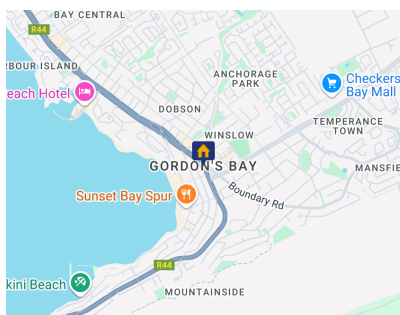 BAY CENTRAL
R44
RBOUR ISLAND
ANCHORAGE
PARK
Checkers
Bay Mall
each Hotel
DOBSON
TEMPERANCE
TOWN
WINSLOW
GORDON'S BAY
MANSFIE
Sunset Bay Spur
Boundary Rd
R44
kini Beach
MOUNTAINSIDE